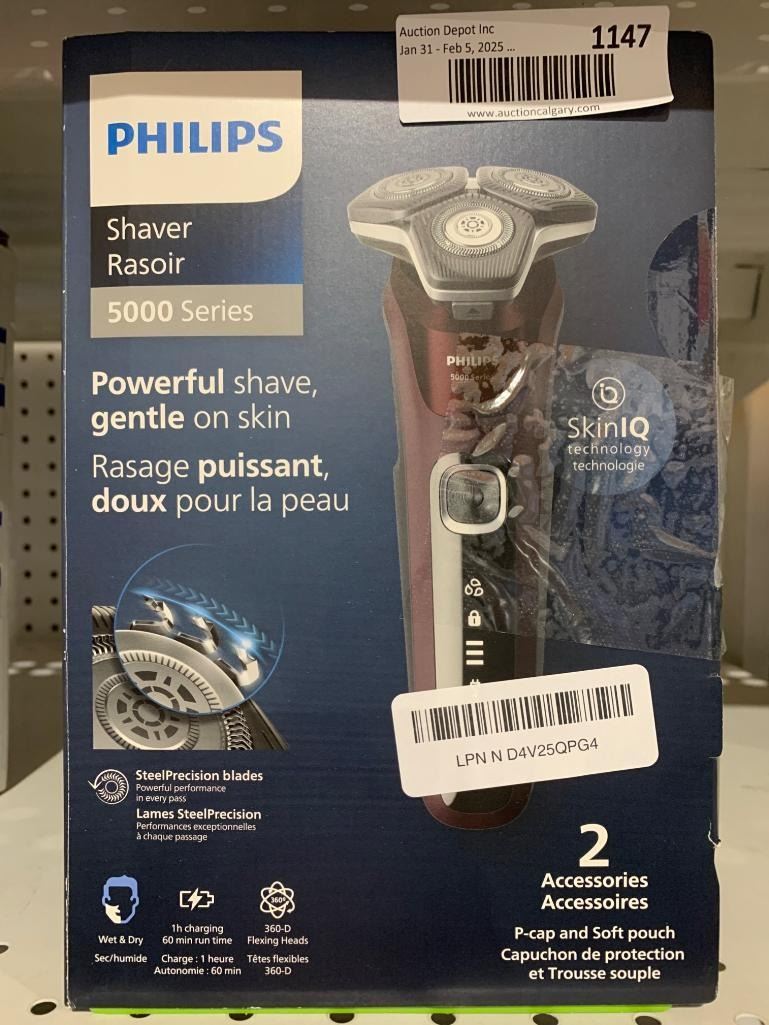 Auction Depot Inc
Jan 31 - Feb 5, 2025 ...
1147
www.auctioncalgary.com
PHILIPS
Shaver
Rasoir
5000 Series
Powerful shave,
gentle on skin
Rasage puissant,
doux pour la peau
PHILIPS
5000 Series
SkinIQ
technology
technologie
LPN N D4V25QPG4
SteelPrecision blades
Powerful performance
in every pass
Lames SteelPrecision
Performances exceptionnelles
à chaque passage
2
Accessories
Accessoires
P-cap and Soft pouch
Capuchon de protection
et Trousse souple
Wet & Dry
Sec/humide
1h charging
60 min run time
Charge : 1 heure
Autonomie : 60 min
360°
360-D
Flexing Heads
Têtes flexibles
360-D